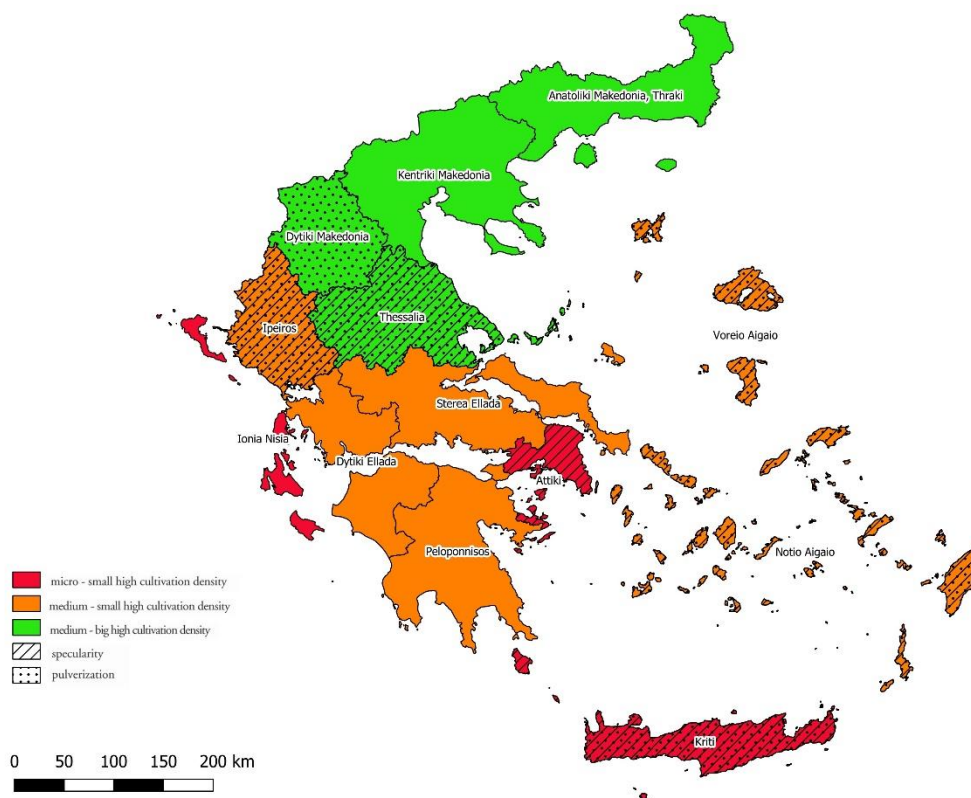 Anatoliki Makedonia, Thraki
Kentriki Makedonia
Dytiki Makedonia
Ipeiros
Thessalia
Voreio Aigaio
Sterea Ellada
Ionia Nisia
Dytiki Ellada
Attiki
Peloponnisos
Notio Aigaio
Kriti
micro - small high cultivation density
medium - small high cultivation density
medium - big high cultivation density
specularity
pulverization
0 50 100 150 200 km